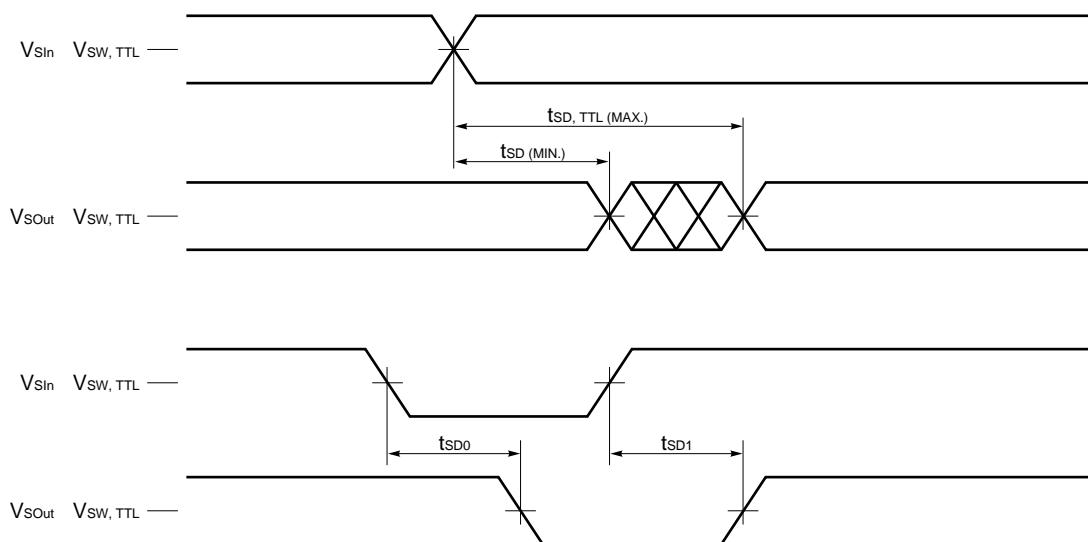 VSIn VSW, TTL
tSD, TTL (MAX.)
tSD (MIN.)
VSOut VSW, TTL
VSIn VSW, TTL
tSD0 tSD1
VSOut VSW, TTL